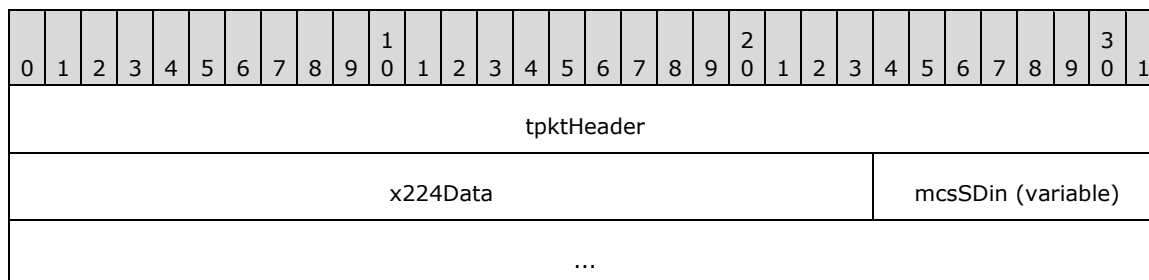 1 2 3
0 1 2 3 4 5 6 7 8 9 0 1 2 3 4 5 6 7 8 9 0 1 2 3 4 5 6 7 8 9 0 1
tpktHeader
x224Data mcsSDin (variable)
...